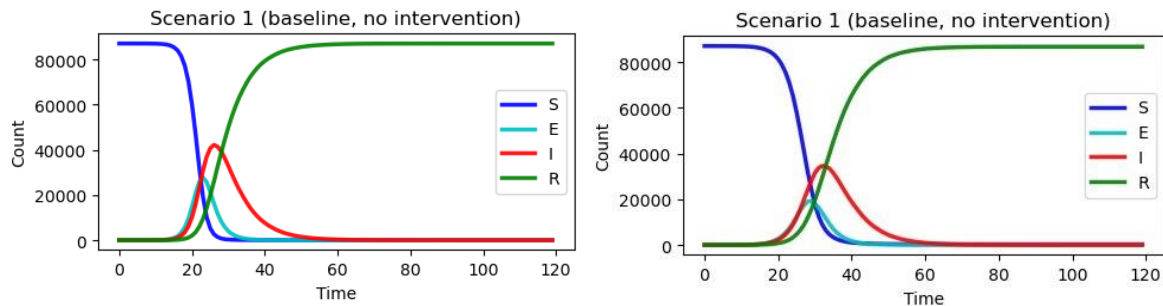 Scenario 1 (baseline, no intervention)
80000
60000
40000
20000
0
Count
S
E
I
R
0 20 40 60 80 100 120
Time
Scenario 1 (baseline, no intervention)
80000
60000
40000
20000
0
Count
S
E
I
R
0 20 40 60 80 100 120
Time